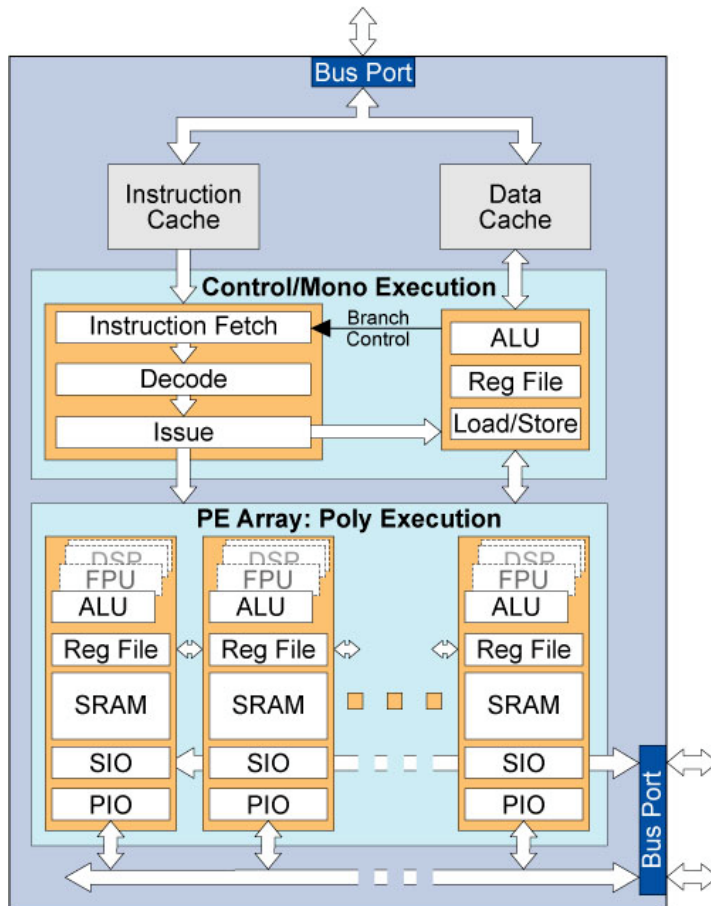 Bus Port
Instruction
Cache
Data
Cache
Control/Mono Execution
Instruction Fetch
Decode
Issue
Branch
Control
ALU
Reg File
Load/Store
PE Array: Poly Execution
DSP
FPU
ALU
Reg File
SRAM
SIO
PIO
DSP
FPU
ALU
Reg File
SRAM
SIO
PIO
DSP
FPU
ALU
Reg File
SRAM
SIO
PIO
Bus Port